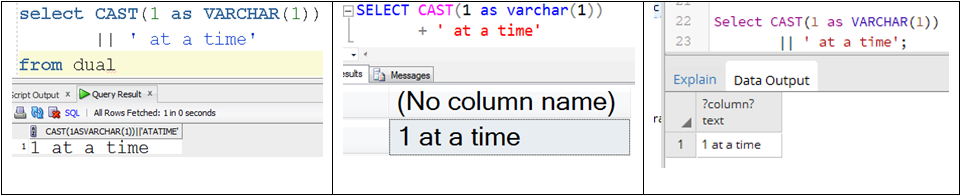 select CAST(1 as VARCHAR(1))
|| ' at a time'
from dual
Script Output x
Query Result x
SQL | All Rows Fetched: 1 in 0 seconds
CAST(1ASVARCHAR(1))||'ATATIME'
1 1 at a time
SELECT CAST(1 as varchar(1))
+ ' at a time'
Messages
(No column name)
1 at a time
22 Select CAST(1 as VARCHAR(1))
23 || ' at a time';
Explain Data Output
?column?
text
1 1 at a time